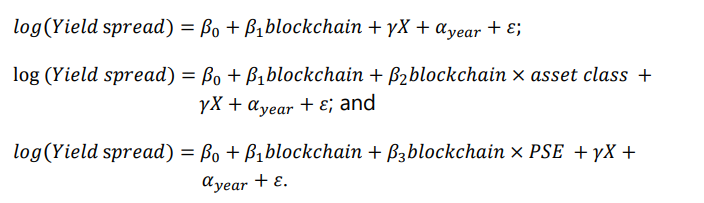 log(Yield spread) = β₀ + β₁blockchain + γX + α_year + ε;
log (Yield spread) = β₀ + β₁blockchain + β₂blockchain × asset class +
γX + α_year + ε; and
log(Yield spread) = β₀ + β₁blockchain + β₃blockchain × PSE + γX +
α_year + ε.